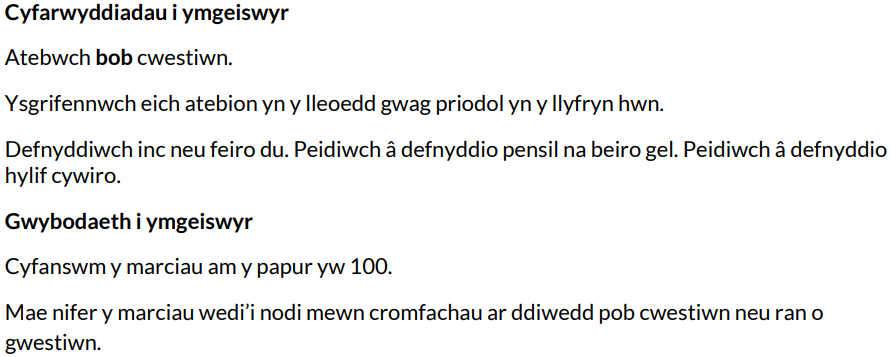 Cyfarwyddiadau i ymgeiswyr
Atebwch bob cwestiwn.
Ysgrifennwch eich atebion yn y lleoedd gwag priodol yn y llyfryn hwn.
Defnyddiwch inc neu feiro du. Peidiwch â defnyddio pensil na beiro gel. Peidiwch â defnyddio
hylif cywiro.
Gwybodaeth i ymgeiswyr
Cyfanswm y marciau am y papur yw 100.
Mae nifer y marciau wedi’i nodi mewn cromfachau ar ddiwedd pob cwestiwn neu ran o
gwestiwn.